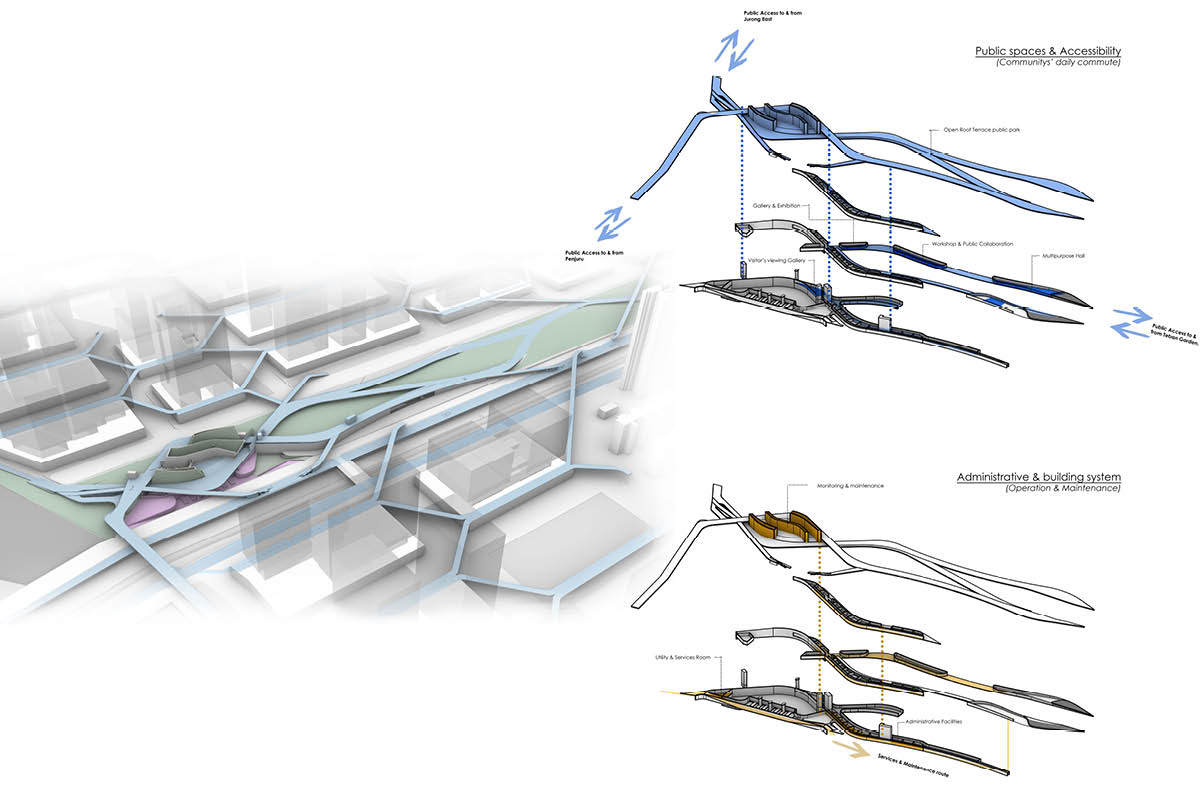 Public Access to & from
Jurong East
Public spaces & Accessibility
(Communitys' daily commute)
Open Roof Terrace public park
Gallery & Exhibition
Workshop & Public Collaboration
Visitor's viewing Gallery
Multipurpose Hall
Public Access to & from
Penjuru
Public Access to &
from Teban Garden.
Administrative & building system
(Operation & Maintenance)
Monitoring & maintenance
Utility & Services Room
Administrative Facilities
Services & Maintenance route